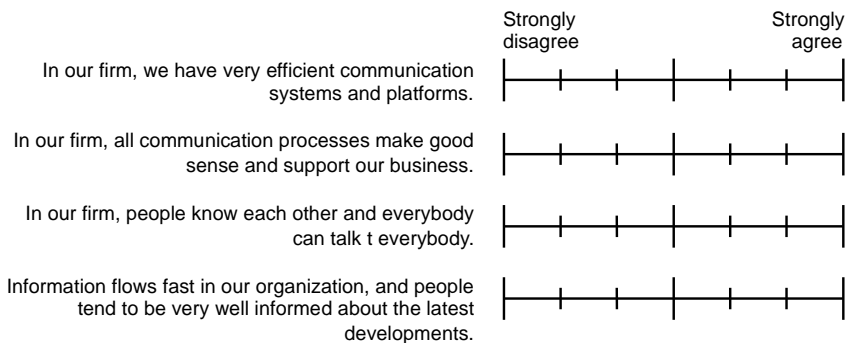 Strongly disagree
Strongly agree
In our firm, we have very efficient communication
systems and platforms.
In our firm, all communication processes make good
sense and support our business.
In our firm, people know each other and everybody
can talk t everybody.
Information flows fast in our organization, and people
tend to be very well informed about the latest
developments.